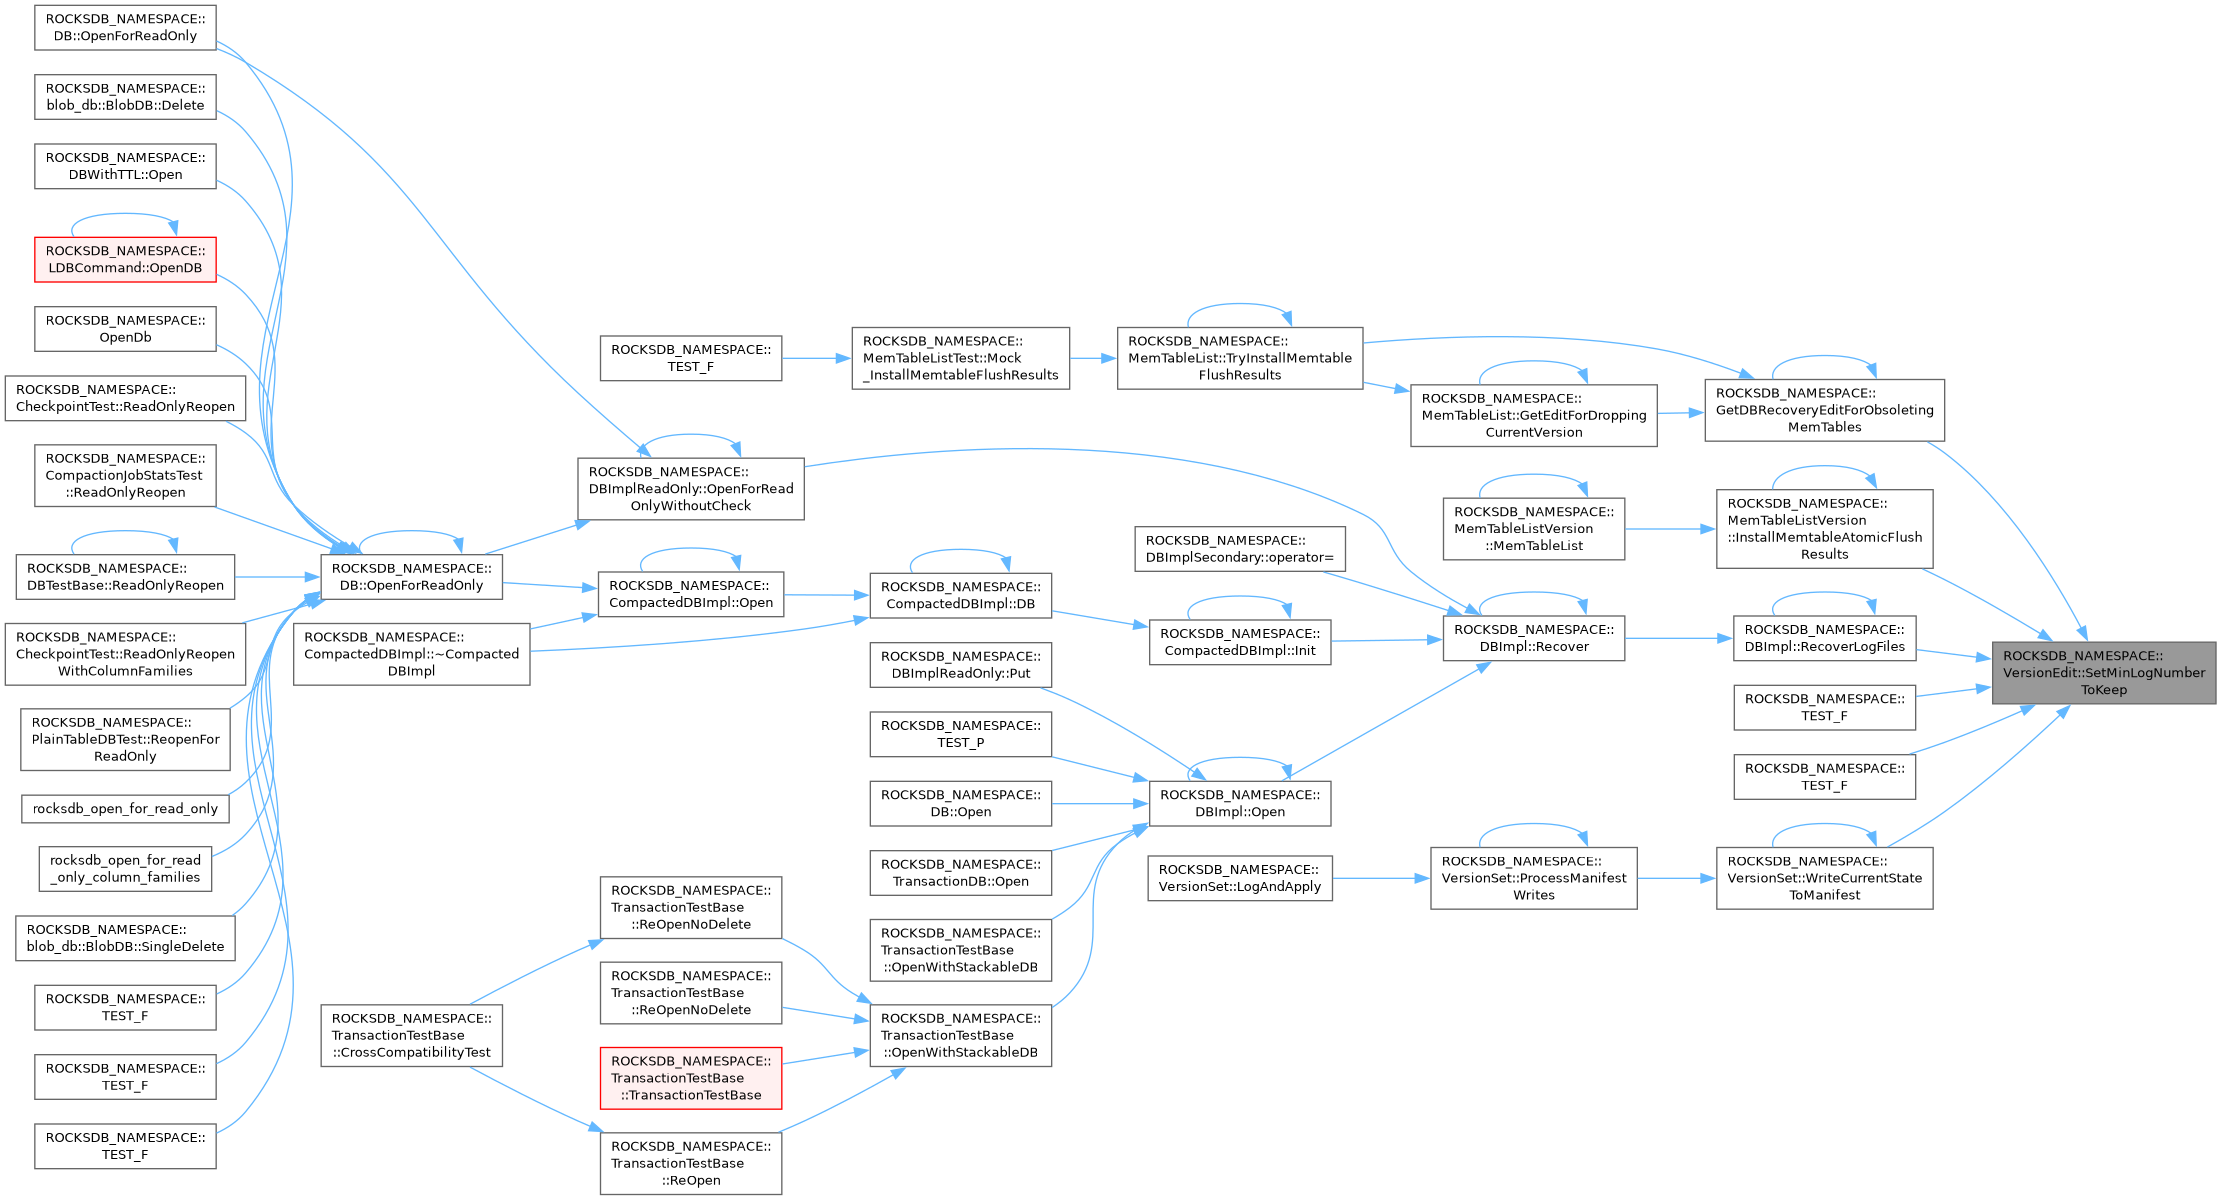 ROCKSDB_NAMESPACE::
DB::OpenForReadOnly
ROCKSDB_NAMESPACE::
blob_db::BlobDB::Delete
ROCKSDB_NAMESPACE::
DBWithTTL::Open
ROCKSDB_NAMESPACE::
LDBCommand::OpenDB
ROCKSDB_NAMESPACE::
OpenDb
ROCKSDB_NAMESPACE::
CheckpointTest::ReadOnlyReopen
ROCKSDB_NAMESPACE::
CompactionJobStatsTest
::ReadOnlyReopen
ROCKSDB_NAMESPACE::
DBTestBase::ReadOnlyReopen
ROCKSDB_NAMESPACE::
CheckpointTest::ReadOnlyReopen
WithColumnFamilies
ROCKSDB_NAMESPACE::
PlainTableDBTest::ReopenFor
ReadOnly
rocksdb_open_for_read_only
rocksdb_open_for_read
_only_column_families
ROCKSDB_NAMESPACE::
blob_db::BlobDB::SingleDelete
ROCKSDB_NAMESPACE::
TEST_F
ROCKSDB_NAMESPACE::
TEST_F
ROCKSDB_NAMESPACE::
TEST_F
ROCKSDB_NAMESPACE::
DB::OpenForReadOnly
ROCKSDB_NAMESPACE::
CompactedDBImpl::~Compacted
DBImpl
ROCKSDB_NAMESPACE::
TransactionTestBase
::CrossCompatibilityTest
ROCKSDB_NAMESPACE::
TEST_F
ROCKSDB_NAMESPACE::
DBImplReadOnly::OpenForRead
OnlyWithoutCheck
ROCKSDB_NAMESPACE::
CompactedDBImpl::Open
ROCKSDB_NAMESPACE::
TransactionTestBase
::ReOpenNoDelete
ROCKSDB_NAMESPACE::
TransactionTestBase
::ReOpenNoDelete
ROCKSDB_NAMESPACE::
TransactionTestBase
::TransactionTestBase
ROCKSDB_NAMESPACE::
TransactionTestBase
::ReOpen
ROCKSDB_NAMESPACE::
MemTableListTest::Mock
_InstallMemtableFlushResults
ROCKSDB_NAMESPACE::
CompactedDBImpl::DB
ROCKSDB_NAMESPACE::
DBImplReadOnly::Put
ROCKSDB_NAMESPACE::
TEST_P
ROCKSDB_NAMESPACE::
DB::Open
ROCKSDB_NAMESPACE::
TransactionDB::Open
ROCKSDB_NAMESPACE::
TransactionTestBase
::OpenWithStackableDB
ROCKSDB_NAMESPACE::
TransactionTestBase
::OpenWithStackableDB
ROCKSDB_NAMESPACE::
MemTableList::TryInstallMemtable
FlushResults
ROCKSDB_NAMESPACE::
DBImplSecondary::operator=
ROCKSDB_NAMESPACE::
CompactedDBImpl::Init
ROCKSDB_NAMESPACE::
DBImpl::Open
ROCKSDB_NAMESPACE::
VersionSet::LogAndApply
ROCKSDB_NAMESPACE::
MemTableList::GetEditForDropping
CurrentVersion
ROCKSDB_NAMESPACE::
MemTableListVersion
::MemTableList
ROCKSDB_NAMESPACE::
DBImpl::Recover
ROCKSDB_NAMESPACE::
VersionSet::ProcessManifest
Writes
ROCKSDB_NAMESPACE::
GetDBRecoveryEditForObsoleting
MemTables
ROCKSDB_NAMESPACE::
MemTableListVersion
::InstallMemtableAtomicFlush
Results
ROCKSDB_NAMESPACE::
DBImpl::RecoverLogFiles
ROCKSDB_NAMESPACE::
TEST_F
ROCKSDB_NAMESPACE::
TEST_F
ROCKSDB_NAMESPACE::
VersionSet::WriteCurrentState
ToManifest
ROCKSDB_NAMESPACE::
VersionEdit::SetMinLogNumber
ToKeep